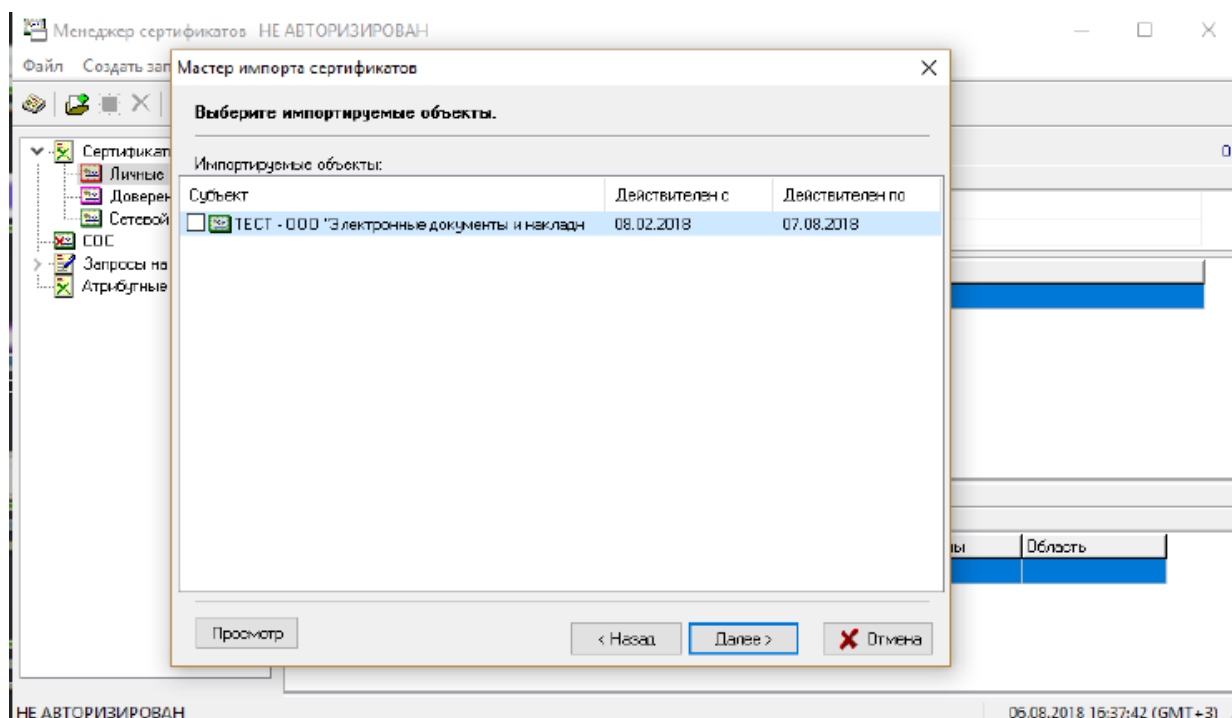 Менеджер сертификатов НЕ АВТОРИЗИРОВАН
Файл Создать зап
Мастер импорта сертификатов
Выберите импортируемые объекты.
Импортируемые объекты:
Субъект Действителен с Действителен по
ТЕСТ - ООО "Электронные документы и накладн 08.02.2018 07.08.2018
Сертификат
Личные
Доверен
Сетевой
СОС
Запросы на
Атрибутные
Область
Просмотр < Назад Далее > Отмена
НЕ АВТОРИЗИРОВАН 06.08.2018 16:37:42 (GMT+3)